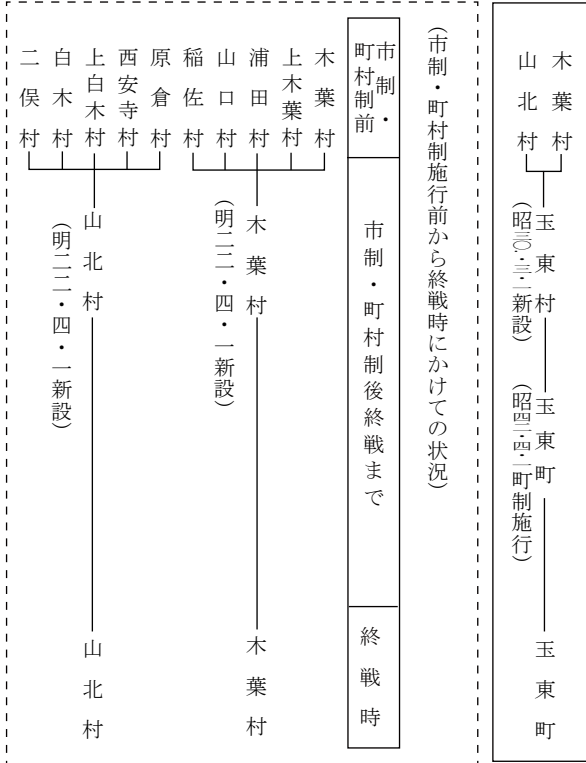 木葉村
山北村
玉東村
（昭三〇・三・一新設）
玉東町
（昭四二・四・一町制施行）
玉東町
（市制・町村制施行前から終戦時にかけての状況）
市制・
町村制前
市制・町村制後終戦まで
終戦時
木葉村
上木葉村
浦田村
山口村
稲佐村
木葉村
（明二二・四・一新設）
木葉村
原倉村
西安寺村
上白木村
白木村
二俣村
山北村
（明二二・四・一新設）
山北村